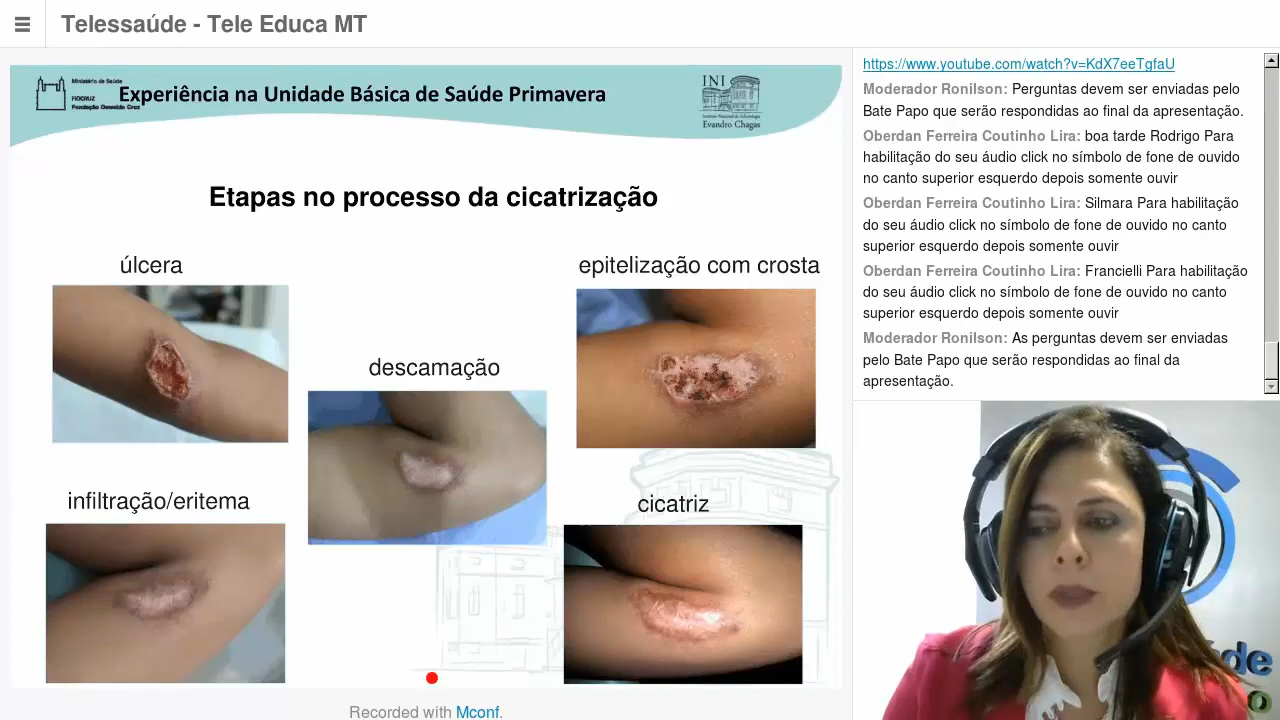 Telessaúde - Tele Educa MT
Ministério da Saúde
FIOCRUZ
Fundação Oswaldo Cruz
Experiência na Unidade Básica de Saúde Primavera
INI
Evandro Chagas
Etapas no processo da cicatrização
úlcera
epitelização com crosta
descamação
infiltração/eritema
cicatriz
Recorded with Mconf.
https://www.youtube.com/watch?v=KdX7eeTgfaU
Moderador Ronilson: Perguntas devem ser enviadas pelo
Bate Papo que serão respondidas ao final da apresentação.
Oberdan Ferreira Coutinho Lira: boa tarde Rodrigo Para
habilitação do seu áudio click no símbolo de fone de ouvido
no canto superior esquerdo depois somente ouvir
Oberdan Ferreira Coutinho Lira: Silmara Para habilitação
do seu áudio click no símbolo de fone de ouvido no canto
superior esquerdo depois somente ouvir
Oberdan Ferreira Coutinho Lira: Francielli Para habilitação
do seu áudio click no símbolo de fone de ouvido no canto
superior esquerdo depois somente ouvir
Moderador Ronilson: As perguntas devem ser enviadas
pelo Bate Papo que serão respondidas ao final da
apresentação.
de